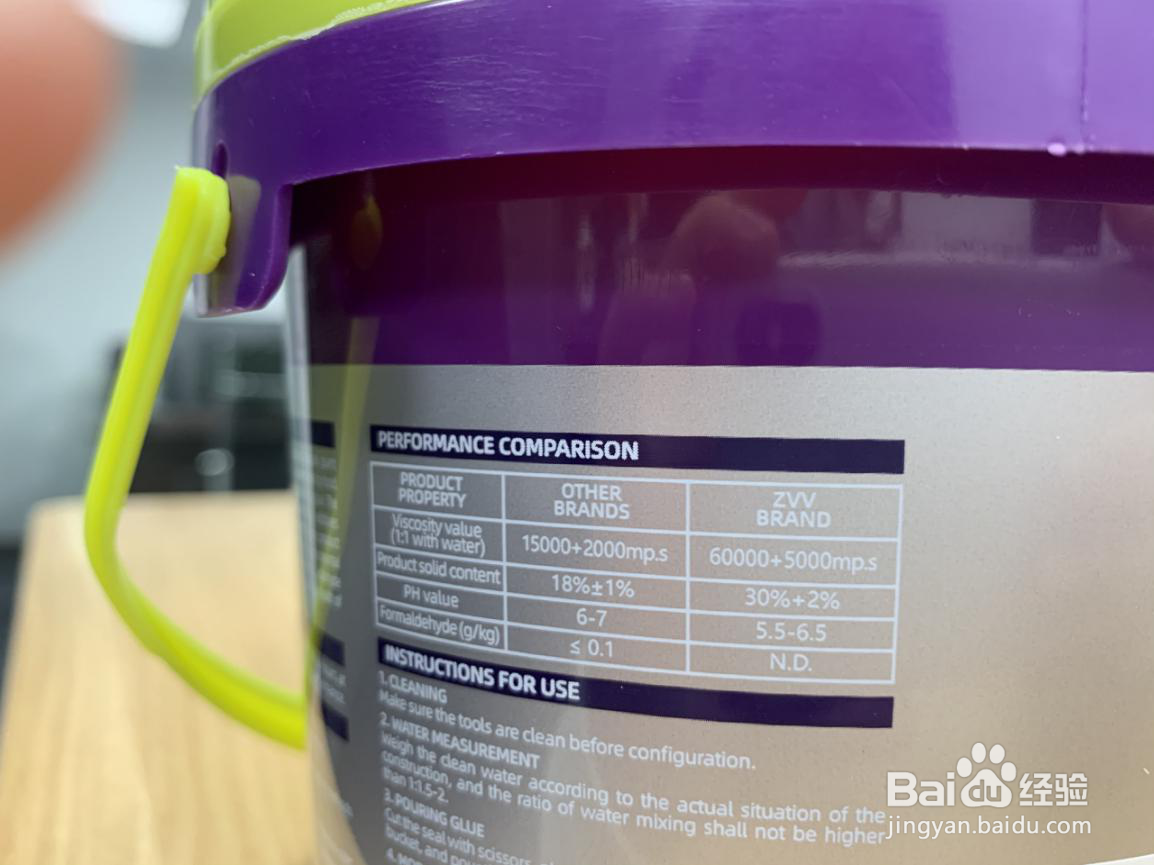 PERFORMANCE COMPARISON
PRODUCT PROPERTY OTHER BRANDS ZVV BRAND
Viscosity value (1:1 with water) 15000+2000mp.s 60000+5000mp.s
Product solid content 18%±1% 30%+2%
PH value 6-7 5.5-6.5
Formaldehyde (g/kg) ≤ 0.1 N.D.
INSTRUCTIONS FOR USE
1. CLEANING
Make sure the tools are clean before configuration.
2. WATER MEASUREMENT
Weigh the clean water according to the actual situation of the
construction, and the ratio of water mixing shall not be higher
than 1:1.5-2.
3.POURING GLUE
Cut the seal with scissors,
bucket, and
4.
Baidu经验
jingyan.baidu.com